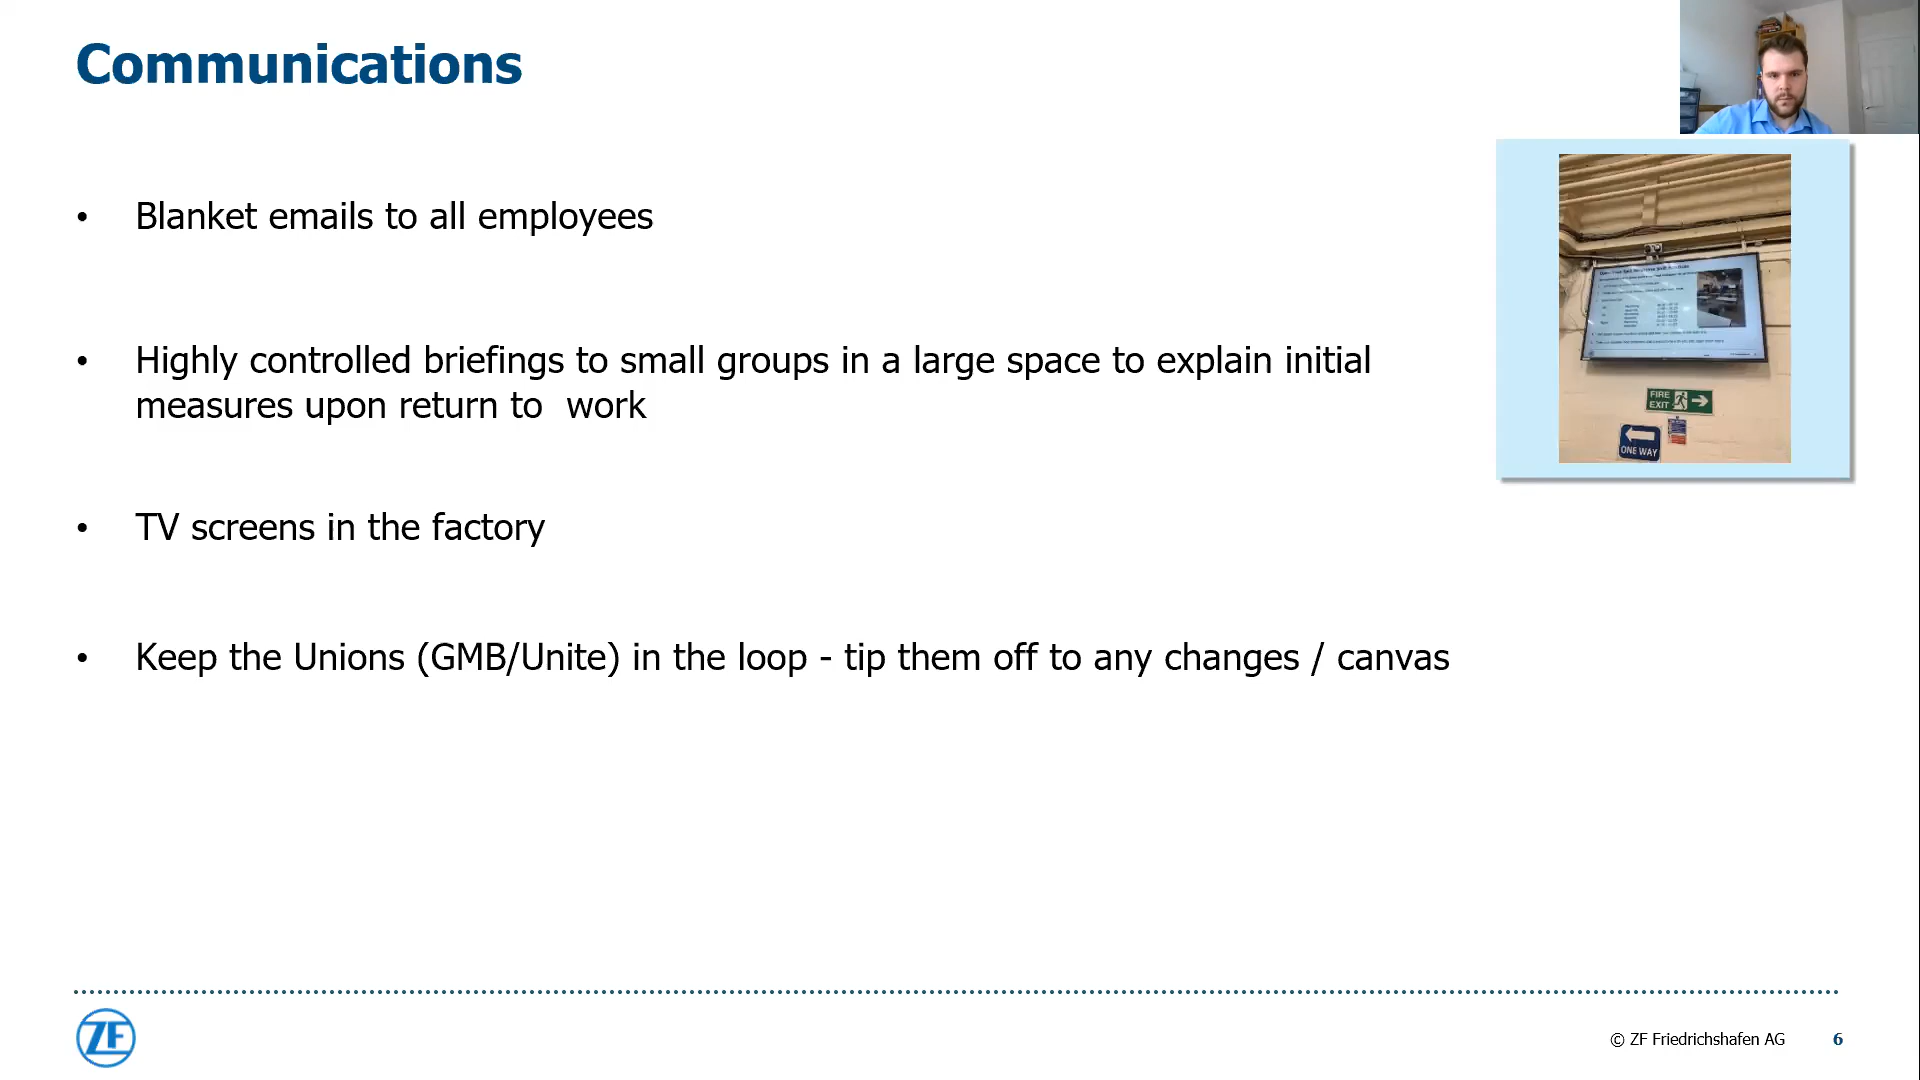 Communications
• Blanket emails to all employees
• Highly controlled briefings to small groups in a large space to explain initial
measures upon return to  work
• TV screens in the factory
• Keep the Unions (GMB/Unite) in the loop - tip them off to any changes / canvas
FIRE
EXIT
ONE WAY
ZF
© ZF Friedrichshafen AG
6